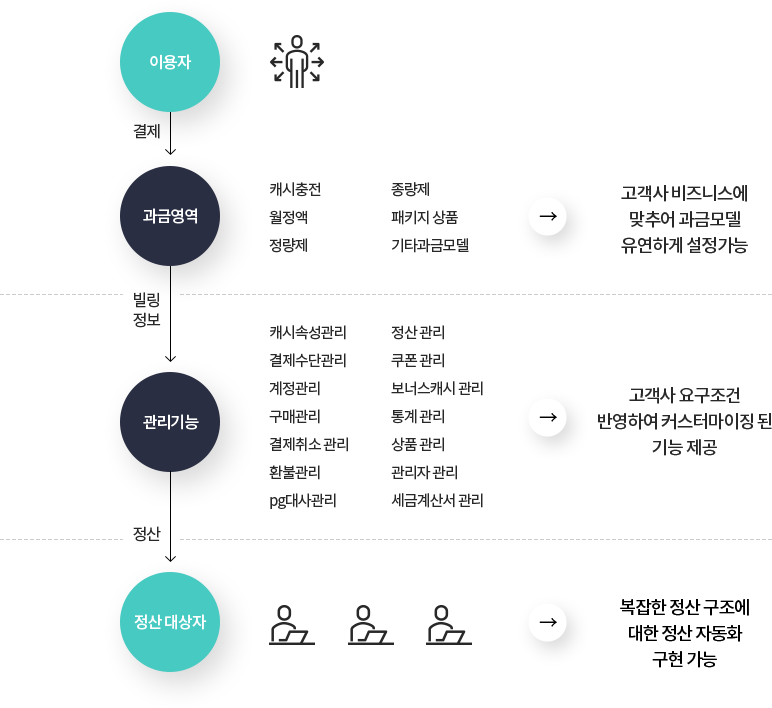 이용자
결제
과금영역
캐시충전
종량제
월정액
패키지 상품
정량제
기타과금모델
고객사 비즈니스에
맞추어 과금모델
유연하게 설정가능
빌링
정보
관리기능
캐시속성관리
정산 관리
결제수단관리
쿠폰 관리
계정관리
보너스캐시 관리
구매관리
통계 관리
결제취소 관리
상품 관리
환불관리
관리자 관리
pg대사관리
세금계산서 관리
고객사 요구조건
반영하여 커스터마이징 된
기능 제공
정산
정산 대상자
복잡한 정산 구조에
대한 정산 자동화
구현 가능